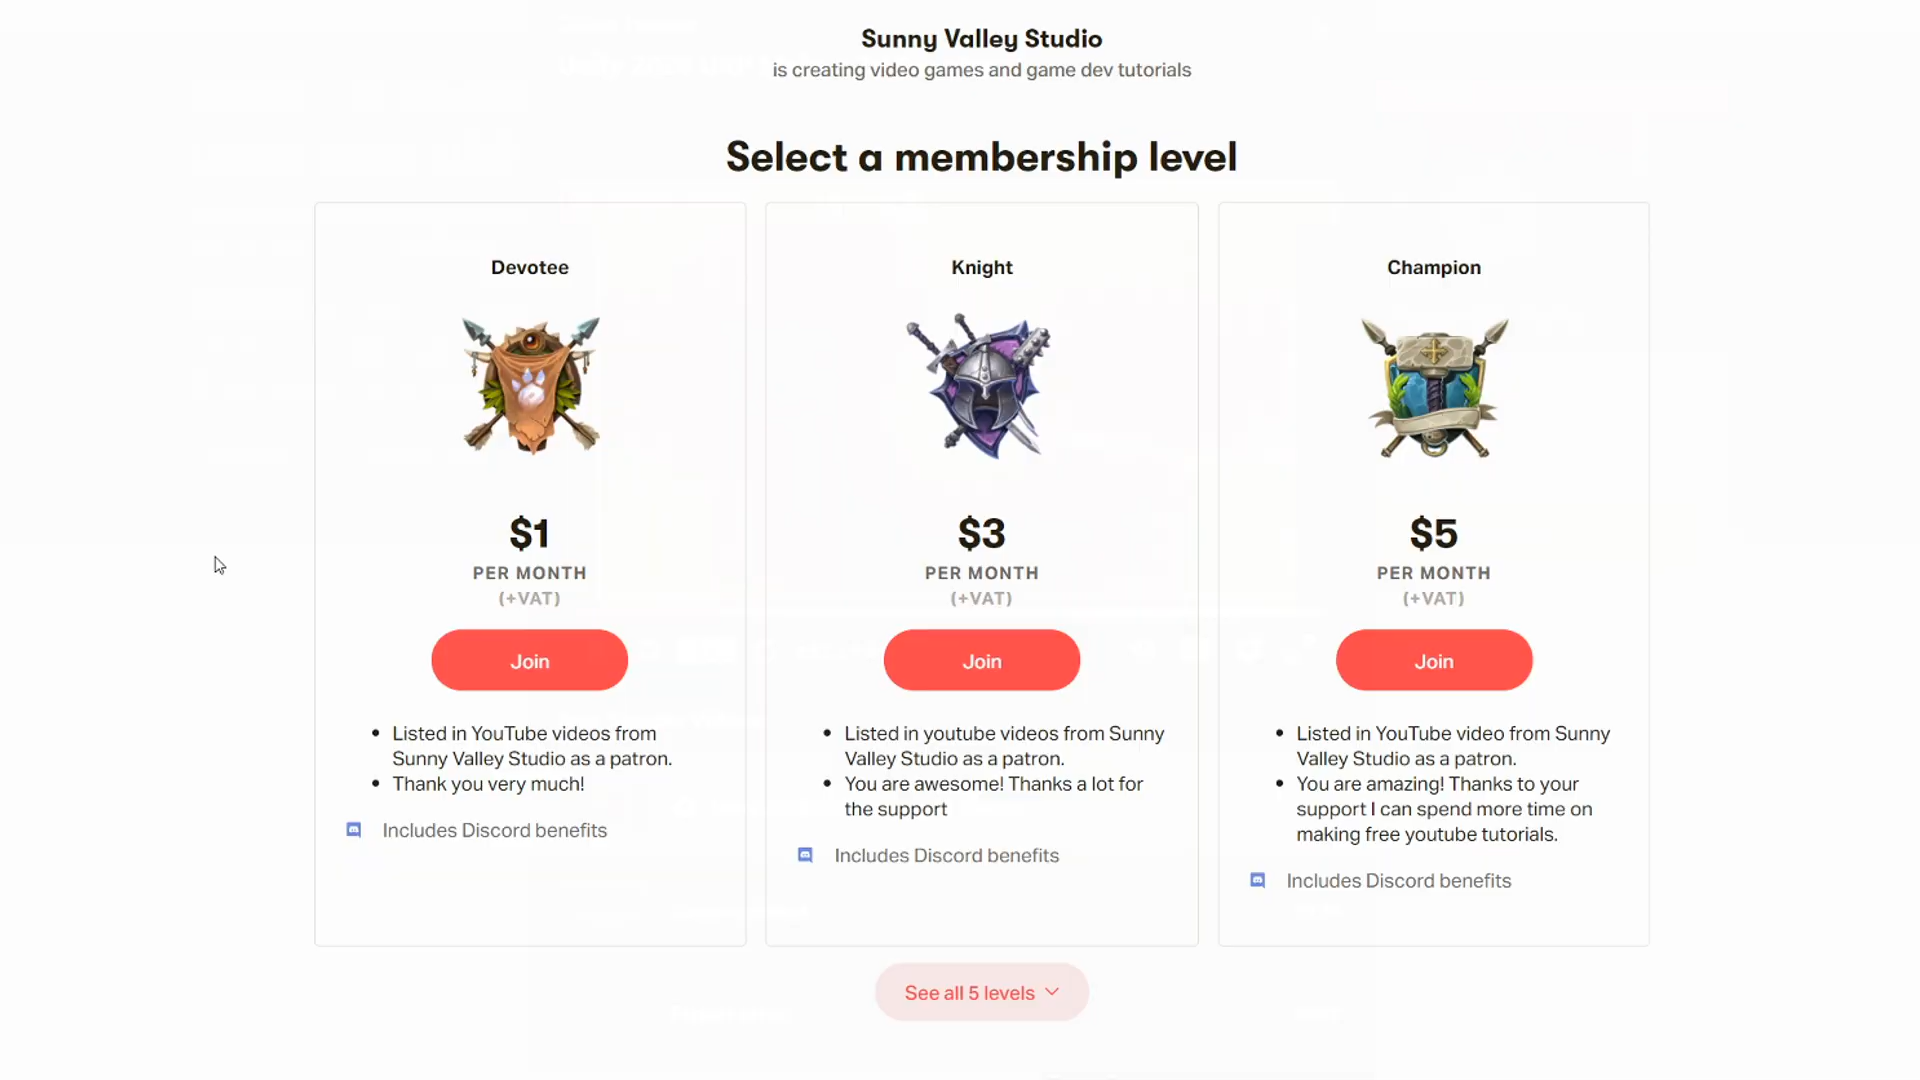 Sunny Valley Studio
is creating video games and game dev tutorials
Select a membership level
Devotee
$1
PER MONTH
(+VAT)
Join
Listed in YouTube videos from
Sunny Valley Studio as a patron.
Thank you very much!
Includes Discord benefits
Knight
$3
PER MONTH
(+VAT)
Join
Listed in youtube videos from Sunny
Valley Studio as a patron.
You are awesome! Thanks a lot for
the support
Includes Discord benefits
Champion
$5
PER MONTH
(+VAT)
Join
Listed in YouTube video from Sunny
Valley Studio as a patron.
You are amazing! Thanks to your
support I can spend more time on
making free youtube tutorials.
Includes Discord benefits
See all 5 levels